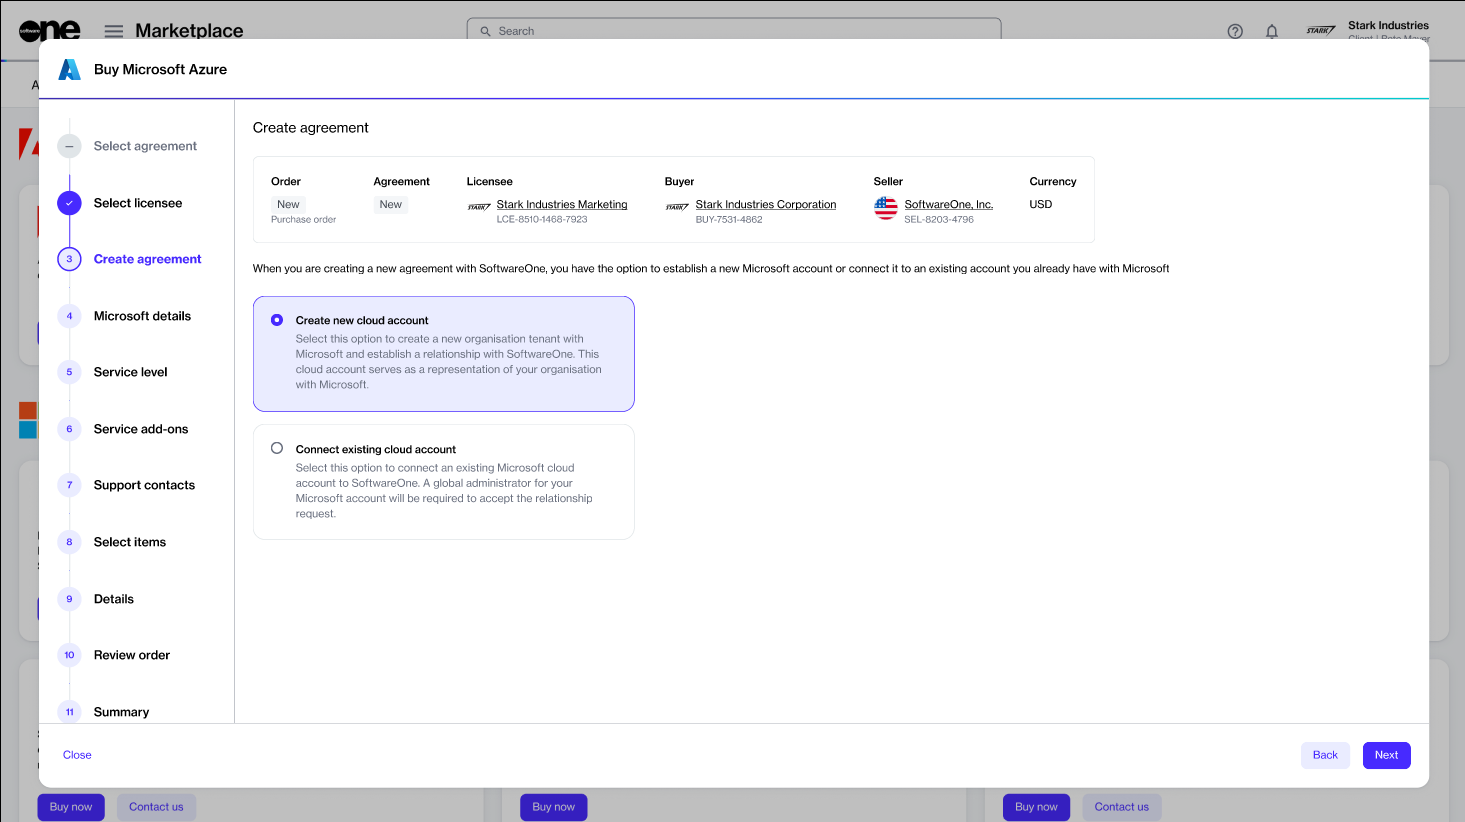 software one
Marketplace
Search
STARK
Stark Industries
Client | Pete Mayer
Buy Microsoft Azure
A
Select agreement
Select licensee
3 Create agreement
4 Microsoft details
5 Service level
6 Service add-ons
7 Support contacts
8 Select items
9 Details
10 Review order
11 Summary
Create agreement
Order Agreement Licensee Buyer Seller Currency
New New STARK Stark Industries Marketing STARK Stark Industries Corporation SoftwareOne, Inc. USD
Purchase order LCE-8510-1468-7923 BUY-7531-4862 SEL-8203-4796
When you are creating a new agreement with SoftwareOne, you have the option to establish a new Microsoft account or connect it to an existing account you already have with Microsoft
Create new cloud account
Select this option to create a new organisation tenant with
Microsoft and establish a relationship with SoftwareOne. This
cloud account serves as a representation of your organisation
with Microsoft.
Connect existing cloud account
Select this option to connect an existing Microsoft cloud
account to SoftwareOne. A global administrator for your
Microsoft account will be required to accept the relationship
request.
Close Back Next
Buy now Contact us Buy now Buy now Contact us